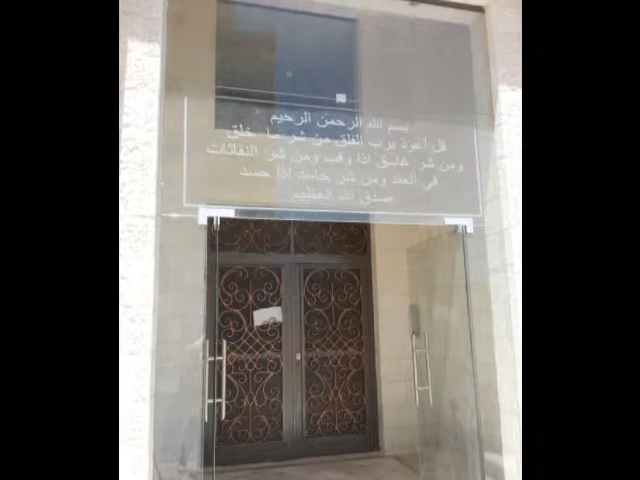 بسم الله الرحمن الرحيم
قل أعوذ برب الفلق من شر ما خلق
ومن شر غاسق اذا وقب ومن شر النفاثات
في العقد ومن شر حاسد إذا حسد
صدق الله العظيم